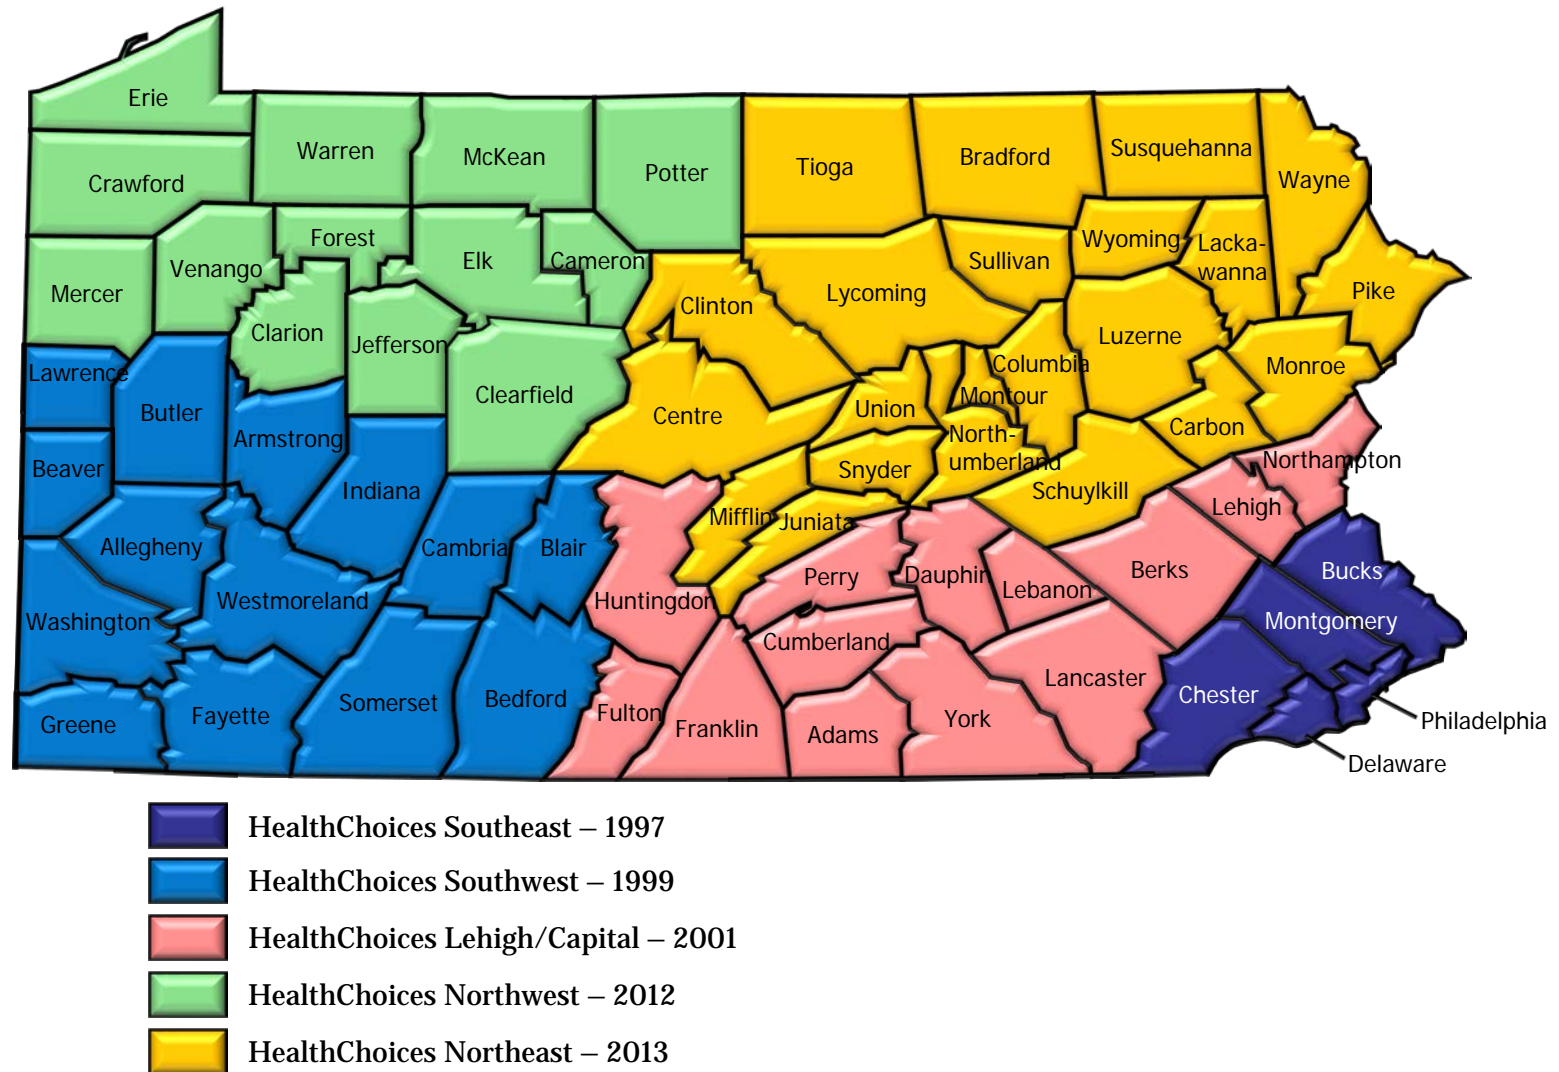 Erie
Warren
McKean
Potter
Crawford
Tioga
Bradford
Susquehanna
Wayne
Mercer
Venango
Forest
Elk
Cameron
Clinton
Lycoming
Sullivan
Wyoming
Lacka-
wanna
Pike
Clarion
Jefferson
Clearfield
Centre
Union
Montour
Columbia
Luzerne
Monroe
Lawrence
Butler
Armstrong
Beaver
Indiana
Snyder
North-
umberland
Schuylkill
Carbon
Northampton
Lehigh
Allegheny
Cambria
Blair
Mifflin
Juniata
Washington
Westmoreland
Huntingdon
Perry
Dauphin
Lebanon
Berks
Bucks
Montgomery
Cumberland
Greene
Fayette
Somerset
Bedford
Fulton
Franklin
Adams
York
Lancaster
Chester
Philadelphia
Delaware
HealthChoices Southeast – 1997
HealthChoices Southwest – 1999
HealthChoices Lehigh/Capital – 2001
HealthChoices Northwest – 2012
HealthChoices Northeast – 2013